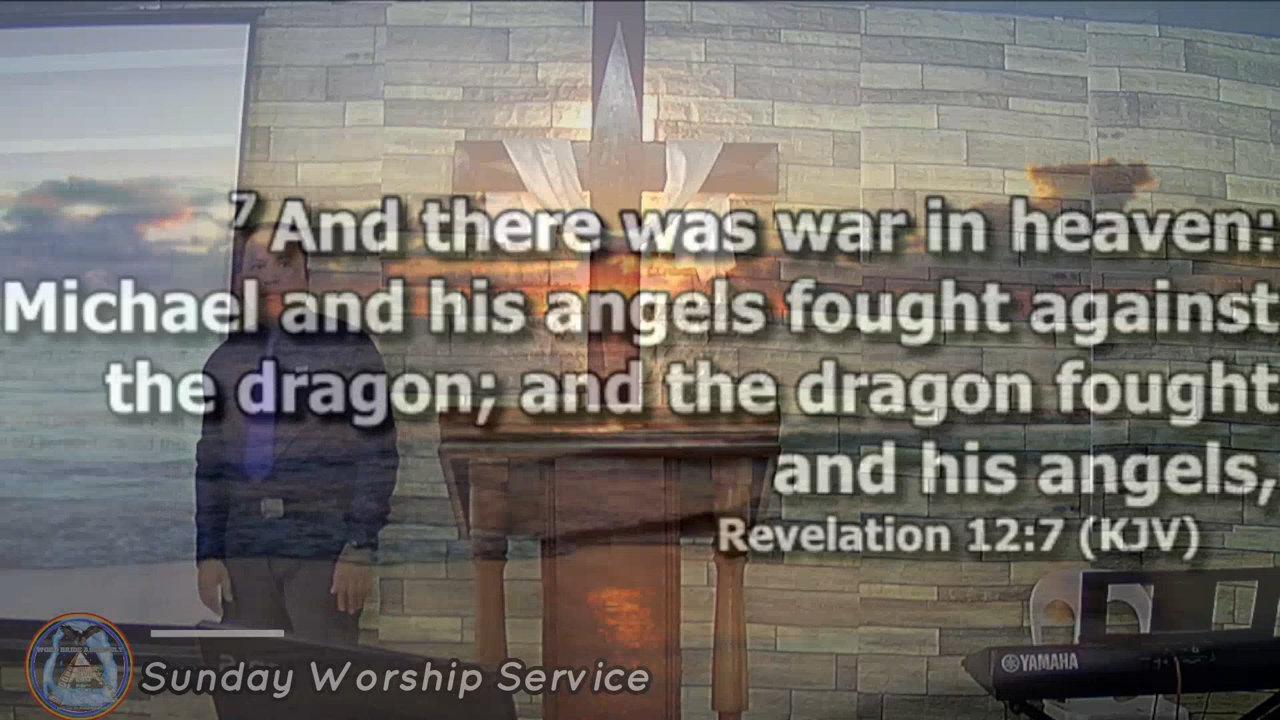 7 And there was war in heaven:
Michael and his angels fought against
the dragon; and the dragon fought
and his angels,
Revelation 12:7 (KJV)
Sunday Worship Service
YAMAHA